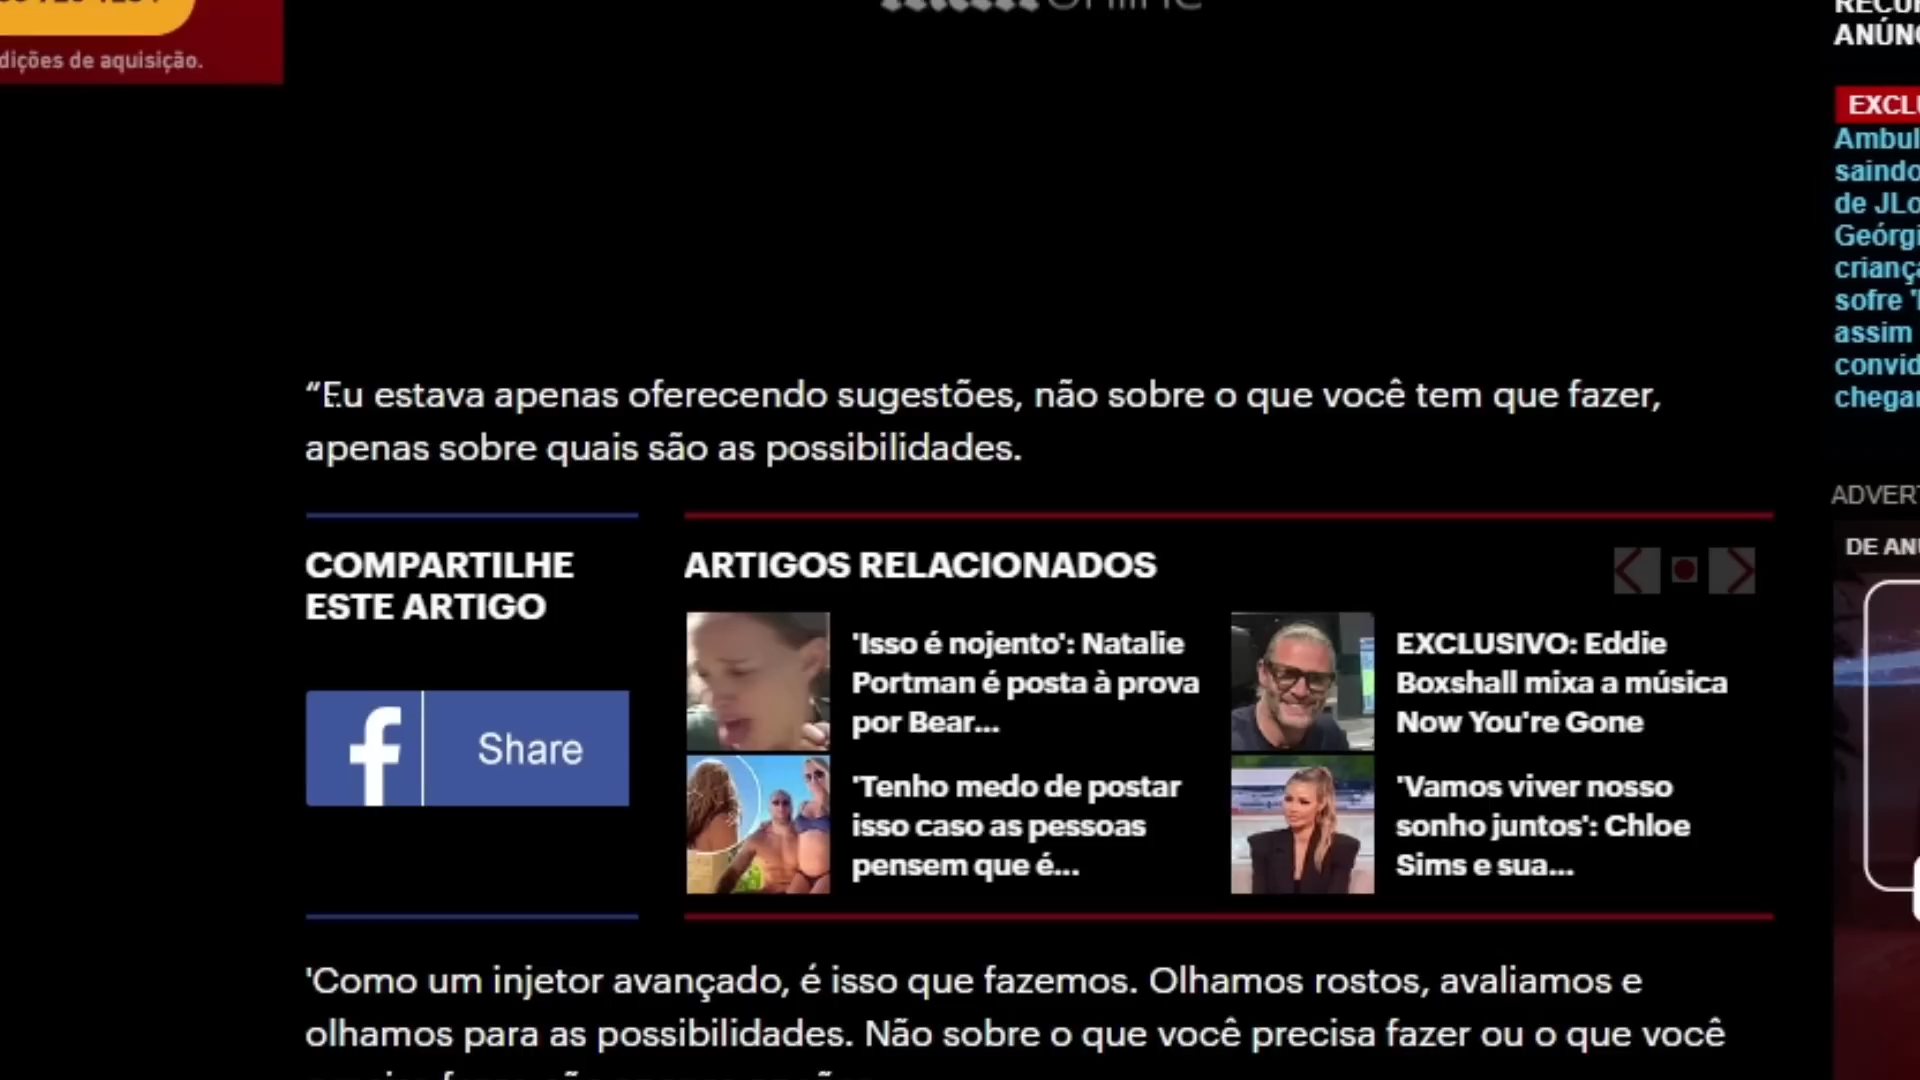 dições de aquisição.
Online
ANÚN
EXCLU
Ambul
saindo
de JLo
Geórgi
crianç
sofre '
assim
convid
chegar
“Eu estava apenas oferecendo sugestões, não sobre o que você tem que fazer,
apenas sobre quais são as possibilidades.
ADVERT
DE AN
COMPARTILHE
ESTE ARTIGO
f Share
ARTIGOS RELACIONADOS
'Isso é nojento': Natalie
Portman é posta à prova
por Bear...
EXCLUSIVO: Eddie
Boxshall mixa a música
Now You're Gone
'Tenho medo de postar
isso caso as pessoas
pensem que é...
'Vamos viver nosso
sonho juntos': Chloe
Sims e sua...
'Como um injetor avançado, é isso que fazemos. Olhamos rostos, avaliamos e
olhamos para as possibilidades. Não sobre o que você precisa fazer ou o que você